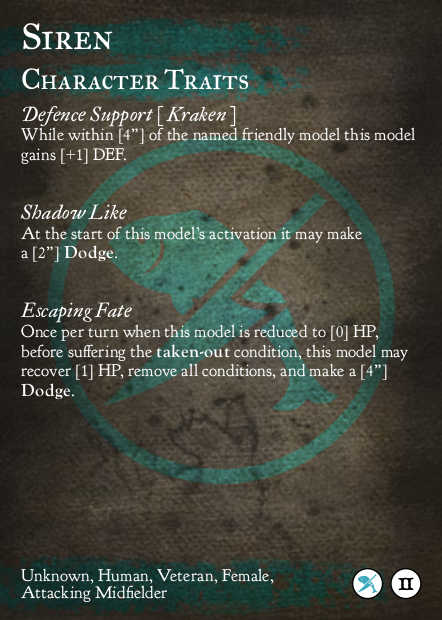 Siren
Character Traits
Defence Support [ Kraken ]
While within [4”] of the named friendly model this model
gains [+1] DEF.
Shadow Like
At the start of this model’s activation it may make
a [2”] Dodge.
Escaping Fate
Once per turn when this model is reduced to [0] HP,
before suffering the taken-out condition, this model may
recover [1] HP, remove all conditions, and make a [4”]
Dodge.
Unknown, Human, Veteran, Female,
Attacking Midfielder
II